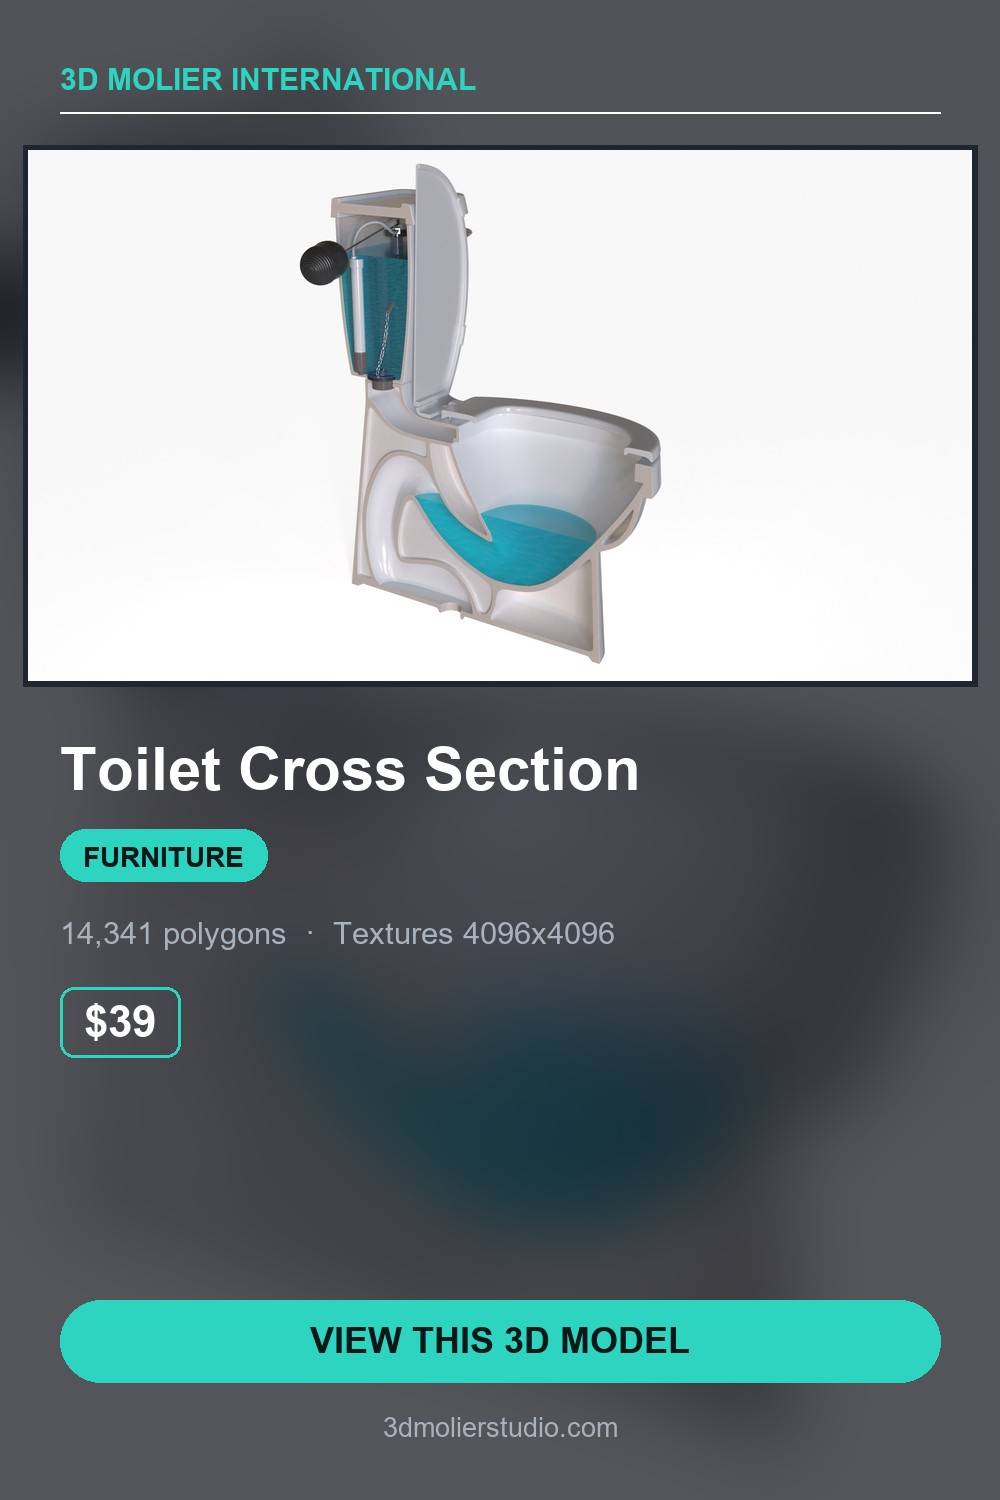 3D MOLIER INTERNATIONAL
Toilet Cross Section
FURNITURE
14,341 polygons · Textures 4096x4096
$39
VIEW THIS 3D MODEL
3dmolierstudio.com